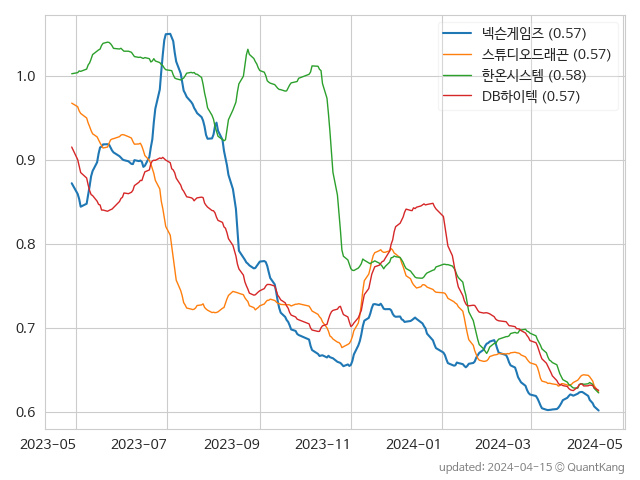 넥슨게임즈 (0.57)
스튜디오드래곤 (0.57)
한온시스템 (0.58)
DB하이텍 (0.57)
1.0
0.9
0.8
0.7
0.6
2023-05 2023-07 2023-09 2023-11 2024-01 2024-03 2024-05
updated: 2024-04-15 © QuantKang